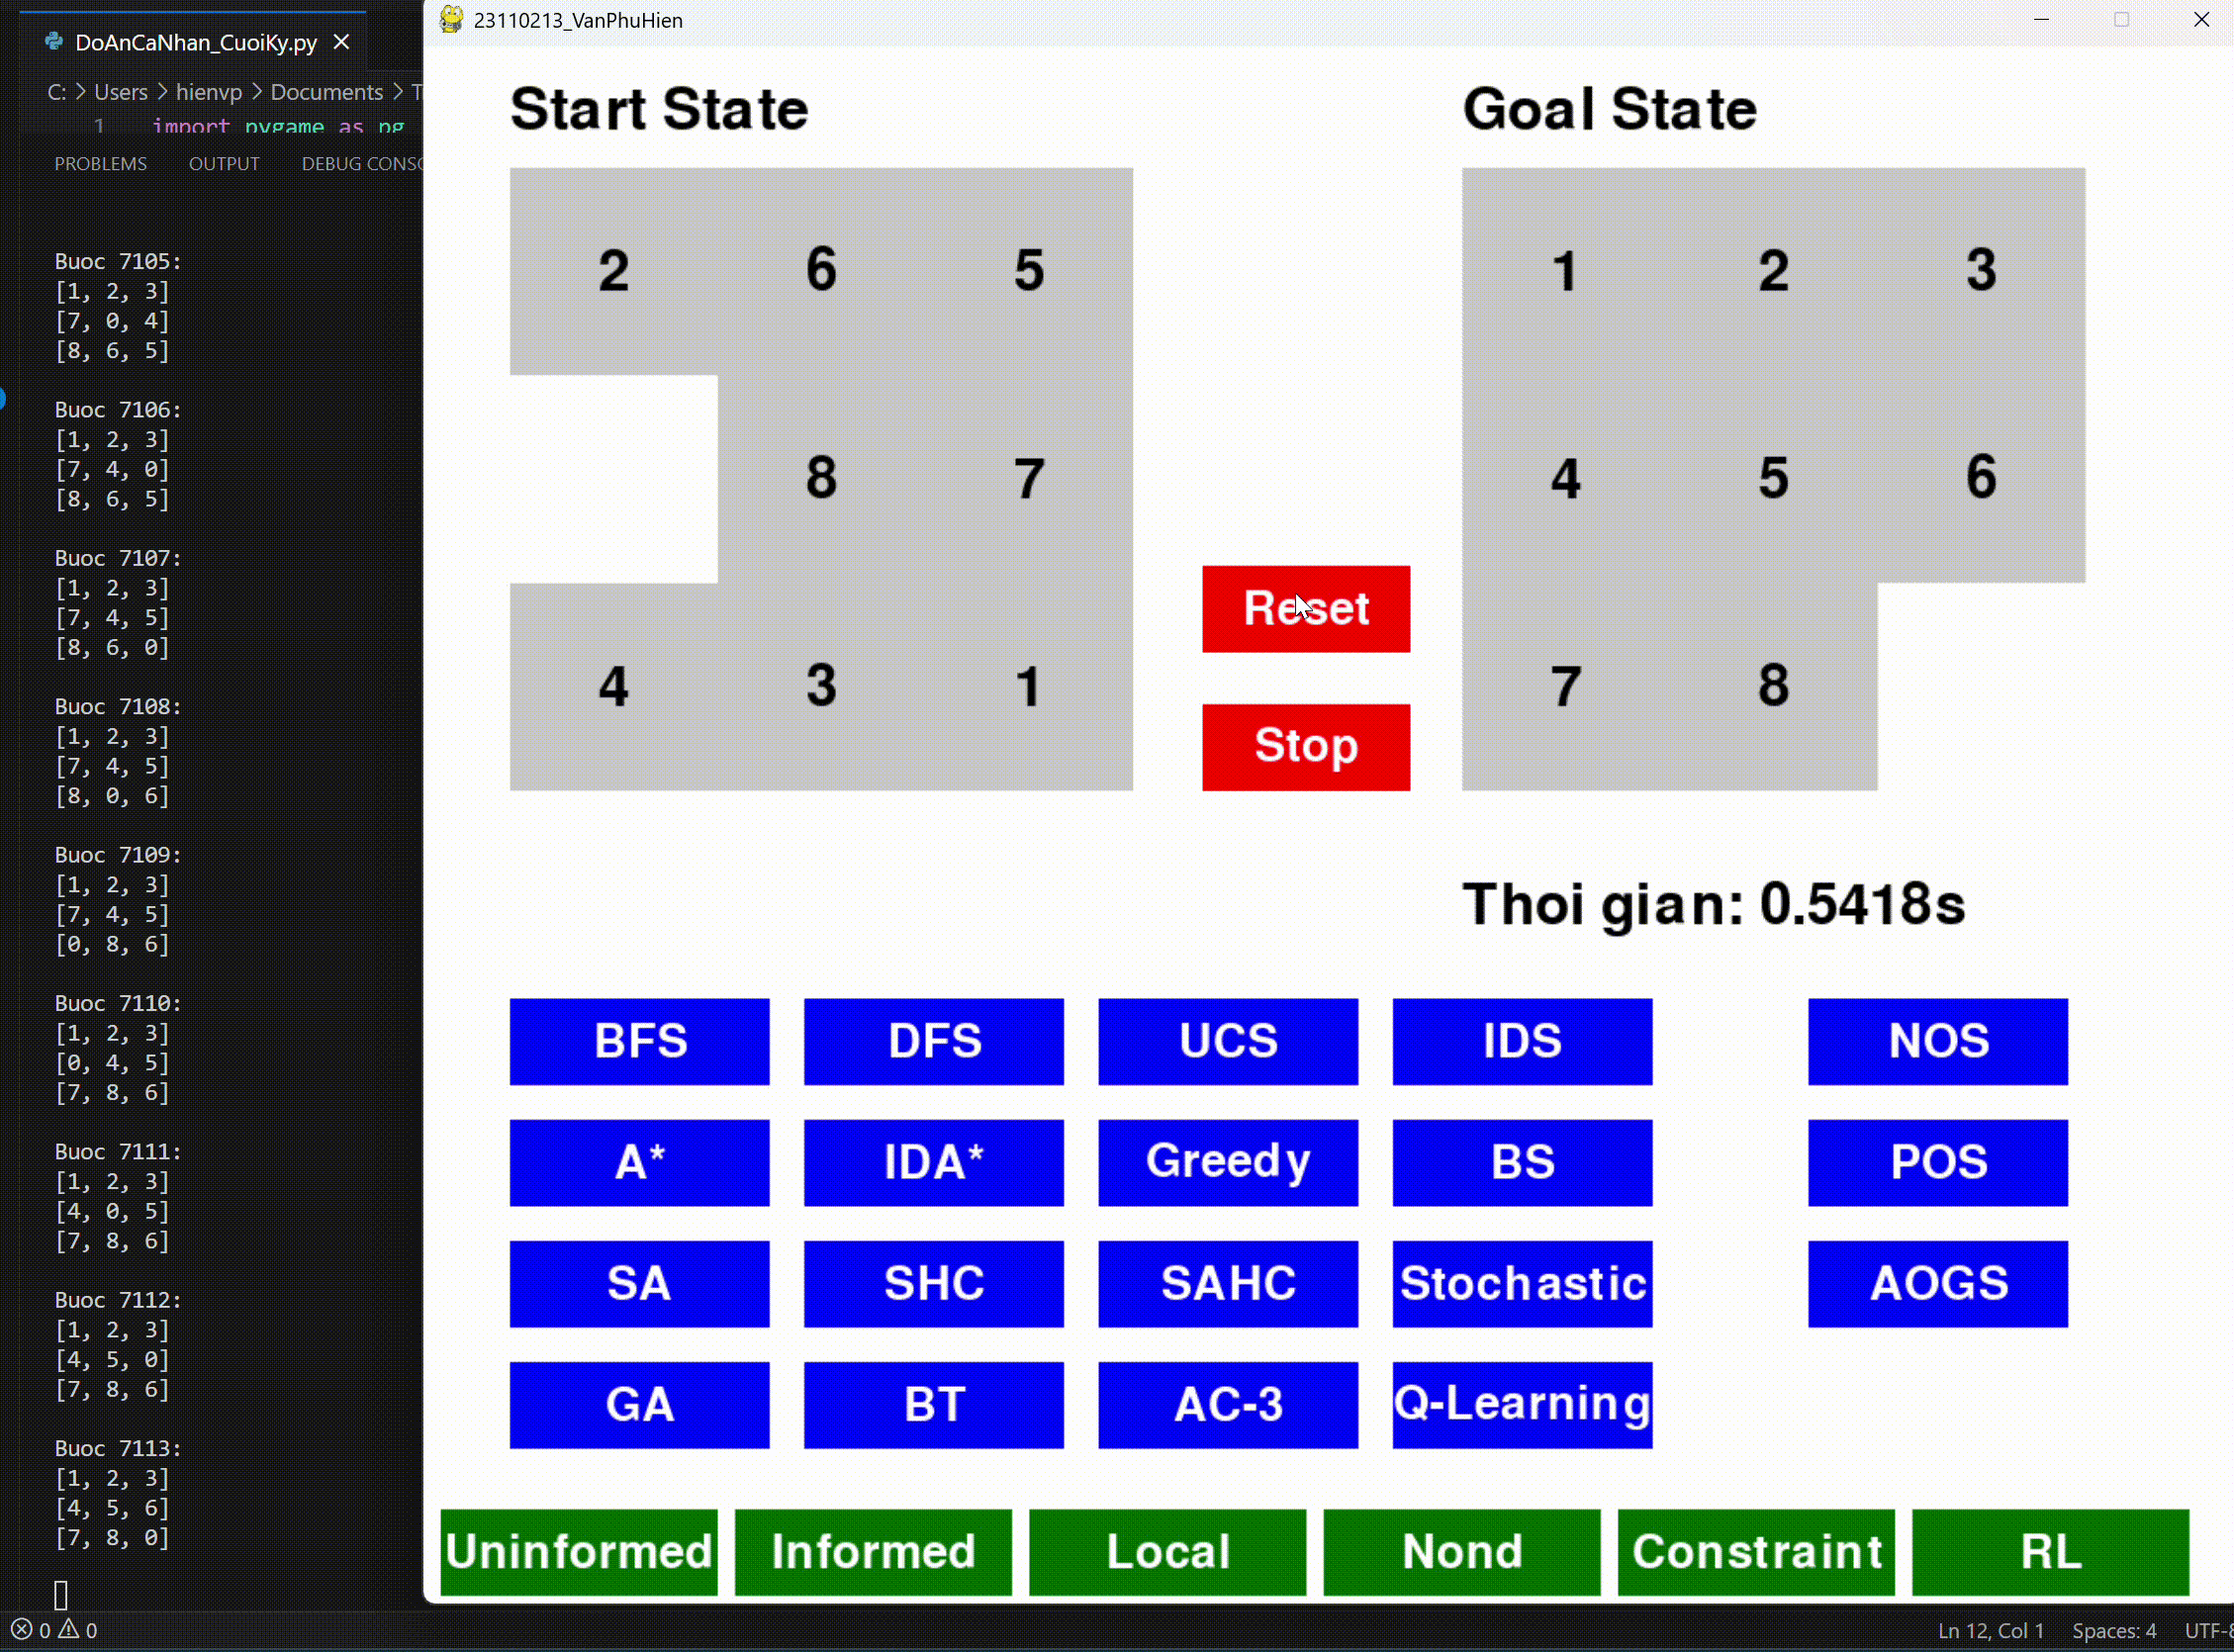 DoAnCaNhan_CuoiKy.py
C: > Users > hienvp > Documents >
1 import pygame as pg
PROBLEMS OUTPUT DEBUG
Buoc 7105:
[1, 2, 3]
[7, 0, 4]
[8, 6, 5]
Buoc 7106:
[1, 2, 3]
[7, 4, 0]
[8, 6, 5]
Buoc 7107:
[1, 2, 3]
[7, 4, 5]
[8, 6, 0]
Buoc 7108:
[1, 2, 3]
[7, 4, 5]
[8, 0, 6]
Buoc 7109:
[1, 2, 3]
[7, 4, 5]
[0, 8, 6]
Buoc 7110:
[1, 2, 3]
[0, 4, 5]
[7, 8, 6]
Buoc 7111:
[1, 2, 3]
[4, 0, 5]
[7, 8, 6]
Buoc 7112:
[1, 2, 3]
[4, 5, 0]
[7, 8, 6]
Buoc 7113:
[1, 2, 3]
[4, 5, 6]
[7, 8, 0]
0 0
23110213_VanPhuHien
Start State
2 6 5
8 7
4 3 1
Reset
Stop
Goal State
1 2 3
4 5 6
7 8
Thoi gian: 0.5418s
BFS DFS UCS IDS NOS
A* IDA* Greedy BS POS
SA SHC SAHC Stochastic AOGS
GA BT AC-3 Q-Learning
Uninformed Informed Local Nond Constraint RL
Ln 12, Col 1 Spaces: 4